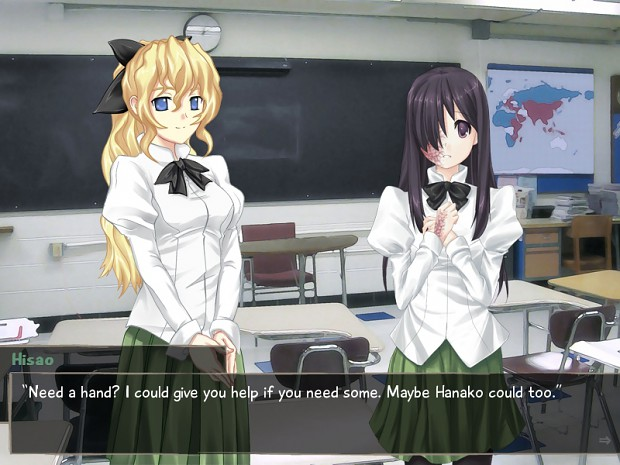 Hisao
“Need a hand? I could give you help if you need some. Maybe Hanako could too.”